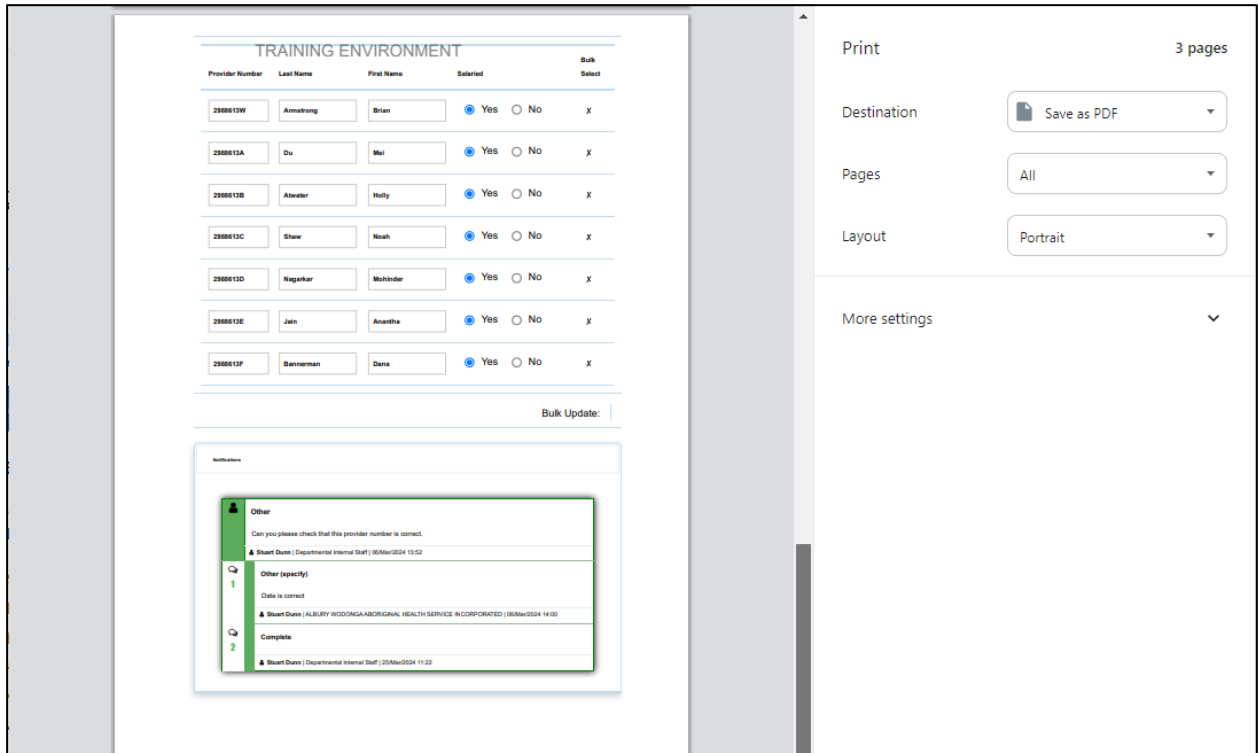 Print 3 pages
Destination Save as PDF
Pages All
Layout Portrait
More settings
TRAINING ENVIRONMENT
Provider Number Last Name First Name Salaried Bulk Select
2988613W Armstrong Brian Yes No X
2988613A Du Mei Yes No X
2988613B Atwater Holly Yes No X
2988613C Shaw Noah Yes No X
2988613D Nagarkar Mohinder Yes No X
2988613E Jain Anantha Yes No X
2988613F Bannerman Dana Yes No X
Bulk Update:
Notifications
Other
Can you please check that this provider number is correct.
Stuart Dunn | Departmental Internal Staff | 06/Mar/2024 13:52
1 Other (specify)
Data is correct
Stuart Dunn | ALBURY WODONGA ABORIGINAL HEALTH SERVICE INCORPORATED | 06/Mar/2024 14:00
2 Complete
Stuart Dunn | Departmental Internal Staff | 25/Mar/2024 11:22